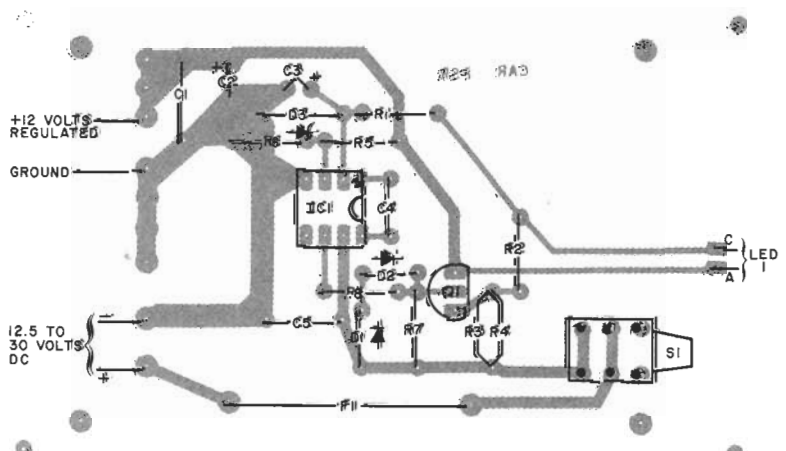 C3
+
C2
+
C1
D3
R1
+12 VOLTS
REGULATED
R6
R5
GROUND
IC1
C4
R2
C
LED
1
A
D2
R8
Q1
12.5 TO
30 VOLTS
DC
−
+
C5
D1
R7
R3
R4
S1
F1